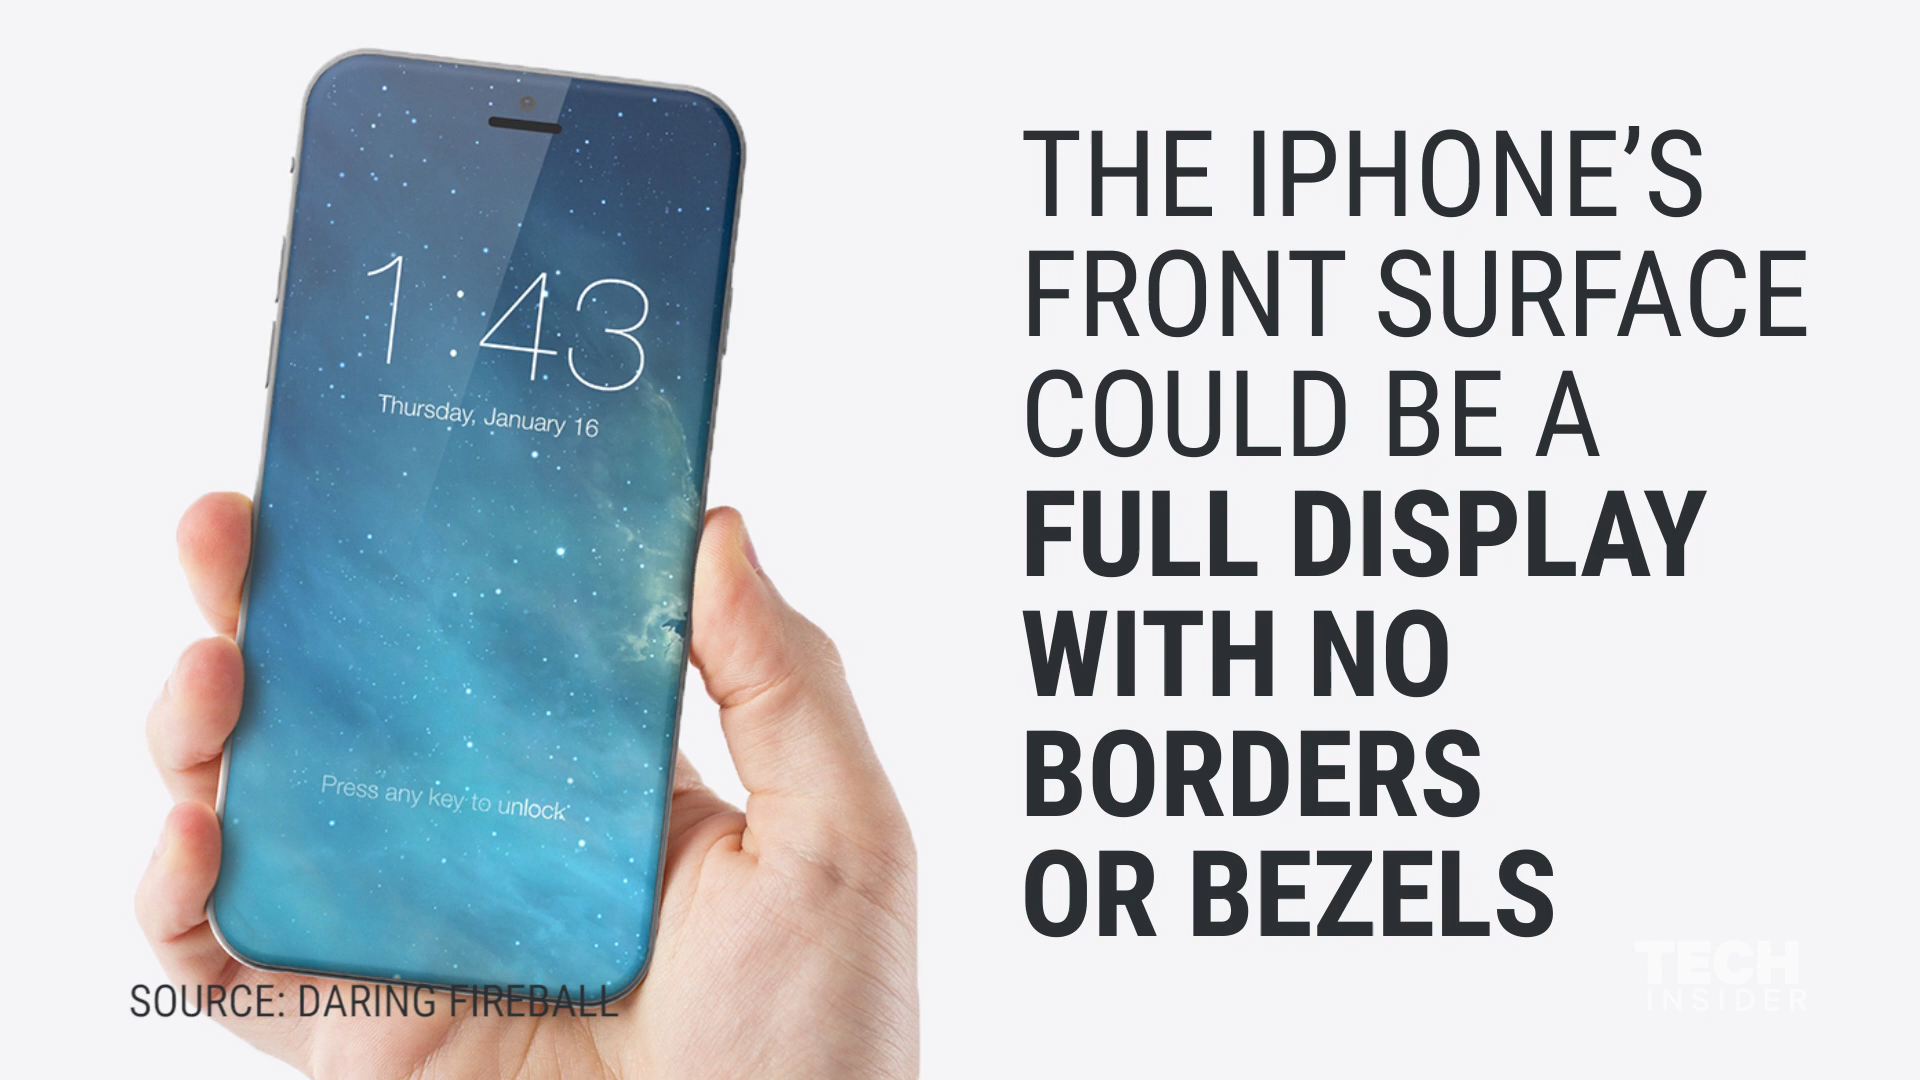 1:43
Thursday, January 16
Press any key to unlock
SOURCE: DARING FIREBALL
THE IPHONE’S
FRONT SURFACE
COULD BE A
FULL DISPLAY
WITH NO
BORDERS
OR BEZELS
TECH
INSIDER